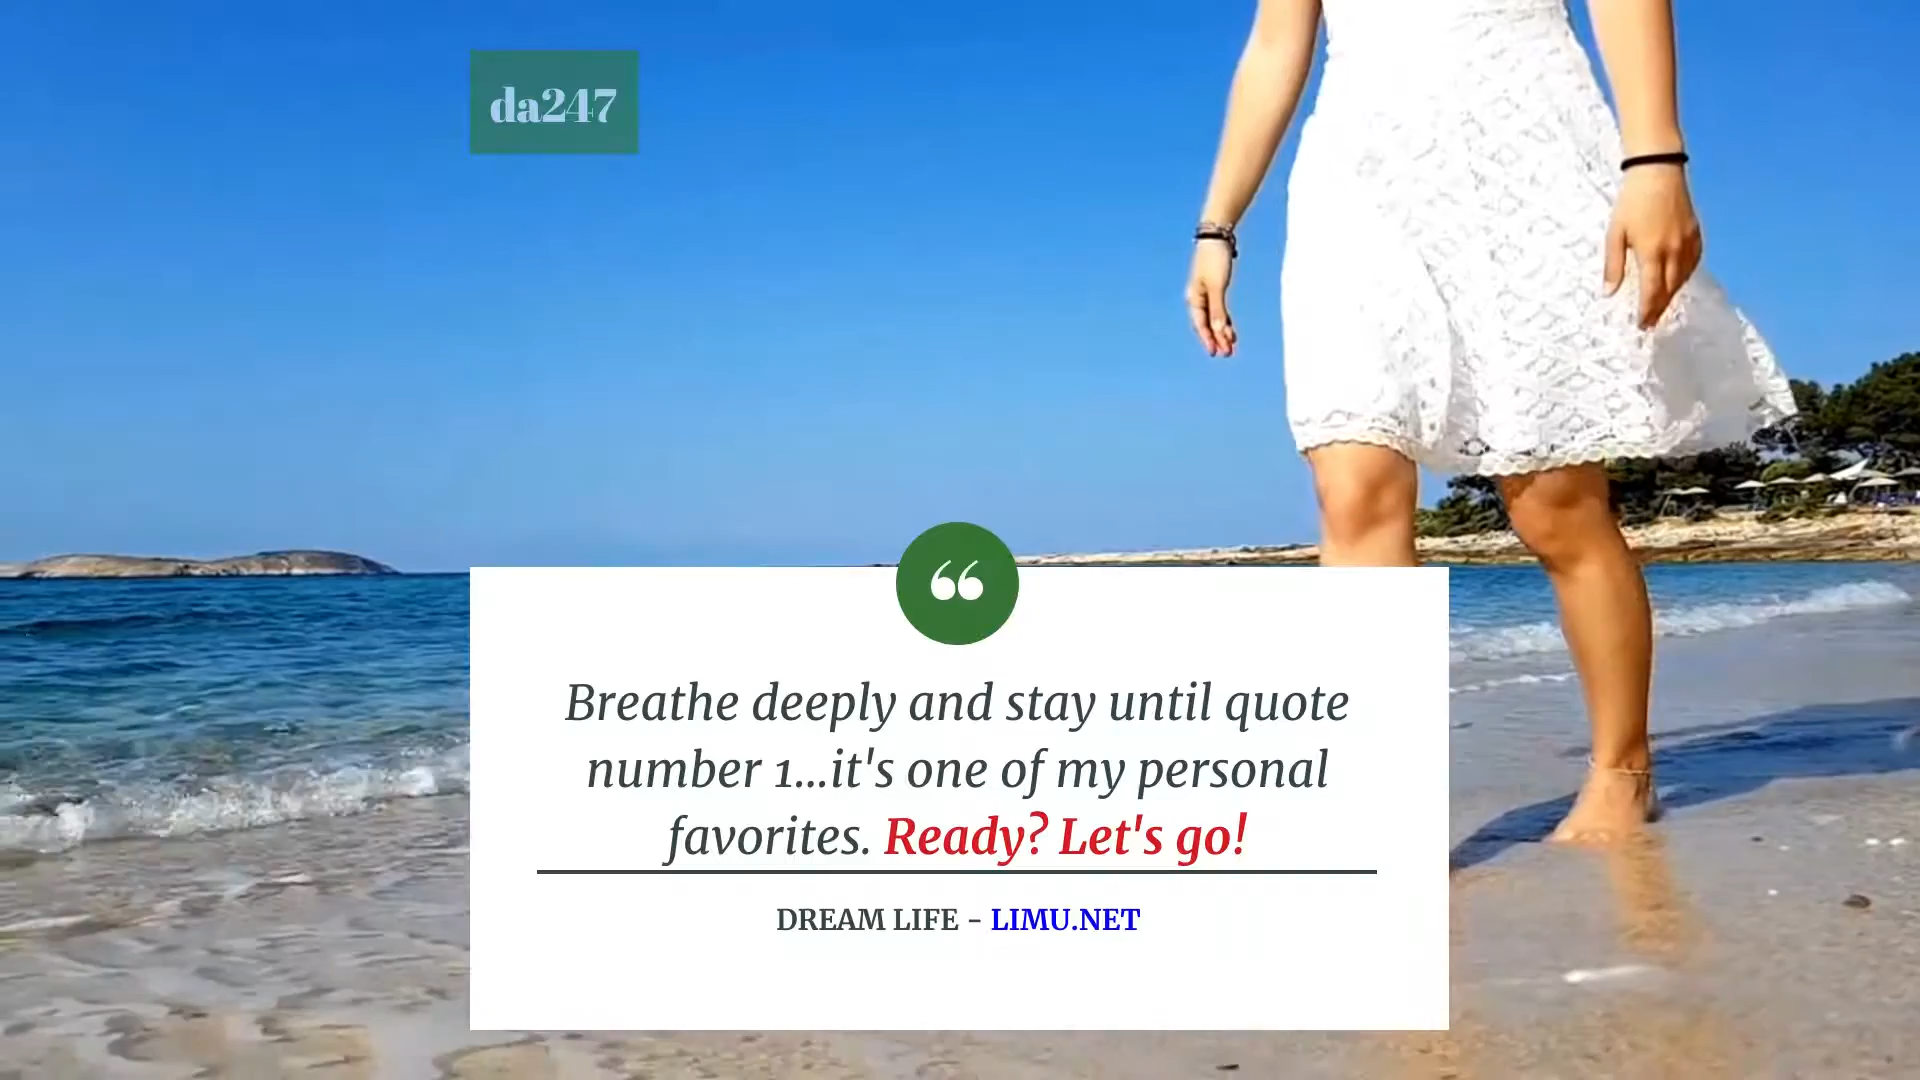 da247
❝
Breathe deeply and stay until quote
number 1...it's one of my personal
favorites. Ready? Let's go!
DREAM LIFE - LIMU.NET